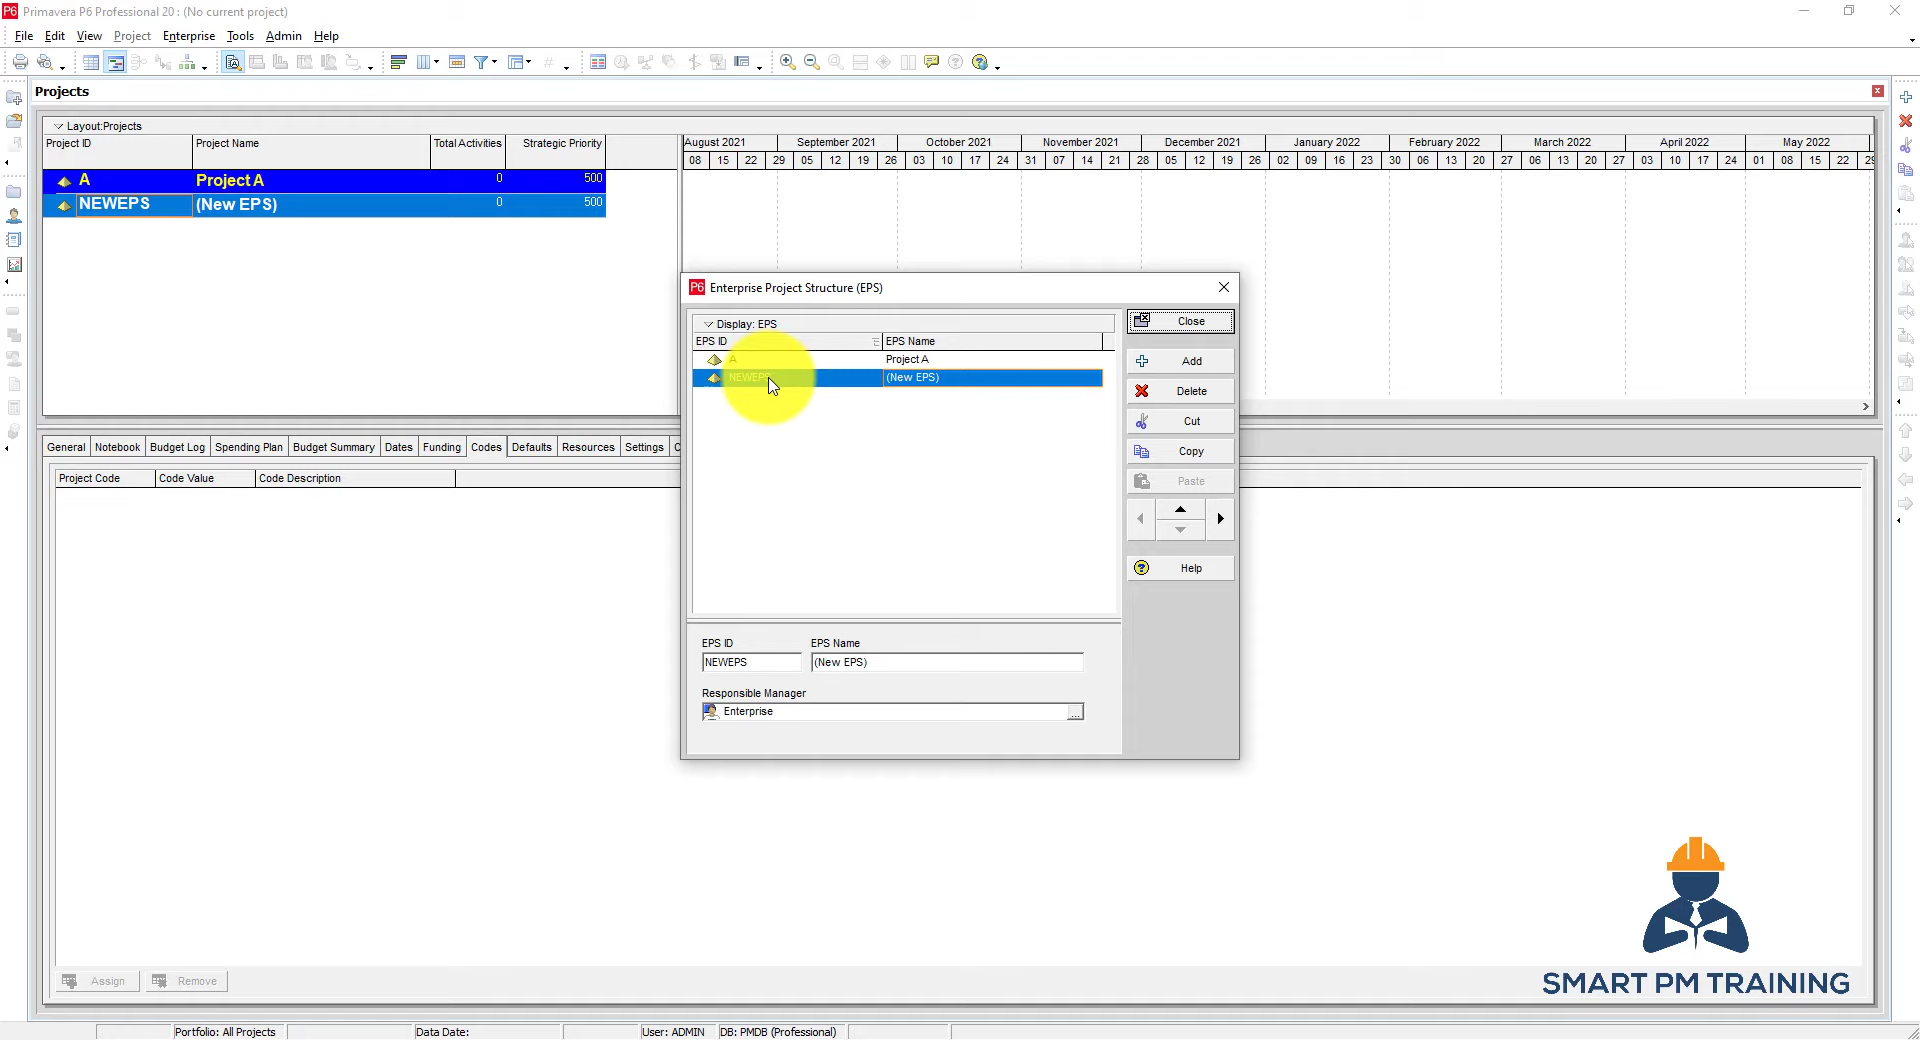 P6 Primavera P6 Professional 20 : (No current project)
File Edit View Project Enterprise Tools Admin Help
Projects
Layout:Projects
Project ID Project Name Total Activities Strategic Priority
August 2021 September 2021 October 2021 November 2021 December 2021 January 2022 February 2022 March 2022 April 2022 May 2022
08 15 22 29 05 12 19 26 03 10 17 24 31 07 14 21 28 05 12 19 26 02 09 16 23 30 06 13 20 27 06 13 20 27 03 10 17 24 01 08 15 22 29
A Project A 0 500
NEWEPS (New EPS) 0 500
P6 Enterprise Project Structure (EPS)
Display: EPS
EPS ID EPS Name
A Project A
NEWEPS (New EPS)
Close
Add
Delete
Cut
Copy
Paste
Help
EPS ID EPS Name
NEWEPS (New EPS)
Responsible Manager
Enterprise ...
General Notebook Budget Log Spending Plan Budget Summary Dates Funding Codes Defaults Resources Settings
Project Code Code Value Code Description
Assign Remove
SMART PM TRAINING
Portfolio: All Projects Data Date: User: ADMIN DB: PMDB (Professional)